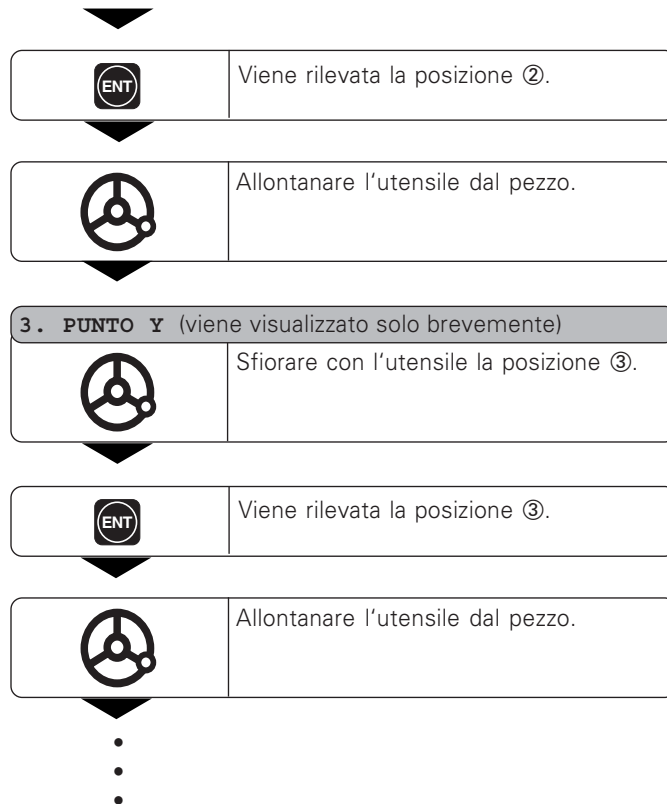 ENT
Viene rilevata la posizione ②.
Allontanare l‘utensile dal pezzo.
3. PUNTO Y (viene visualizzato solo brevemente)
Sfiorare con l‘utensile la posizione ③.
ENT
Viene rilevata la posizione ③.
Allontanare l‘utensile dal pezzo.